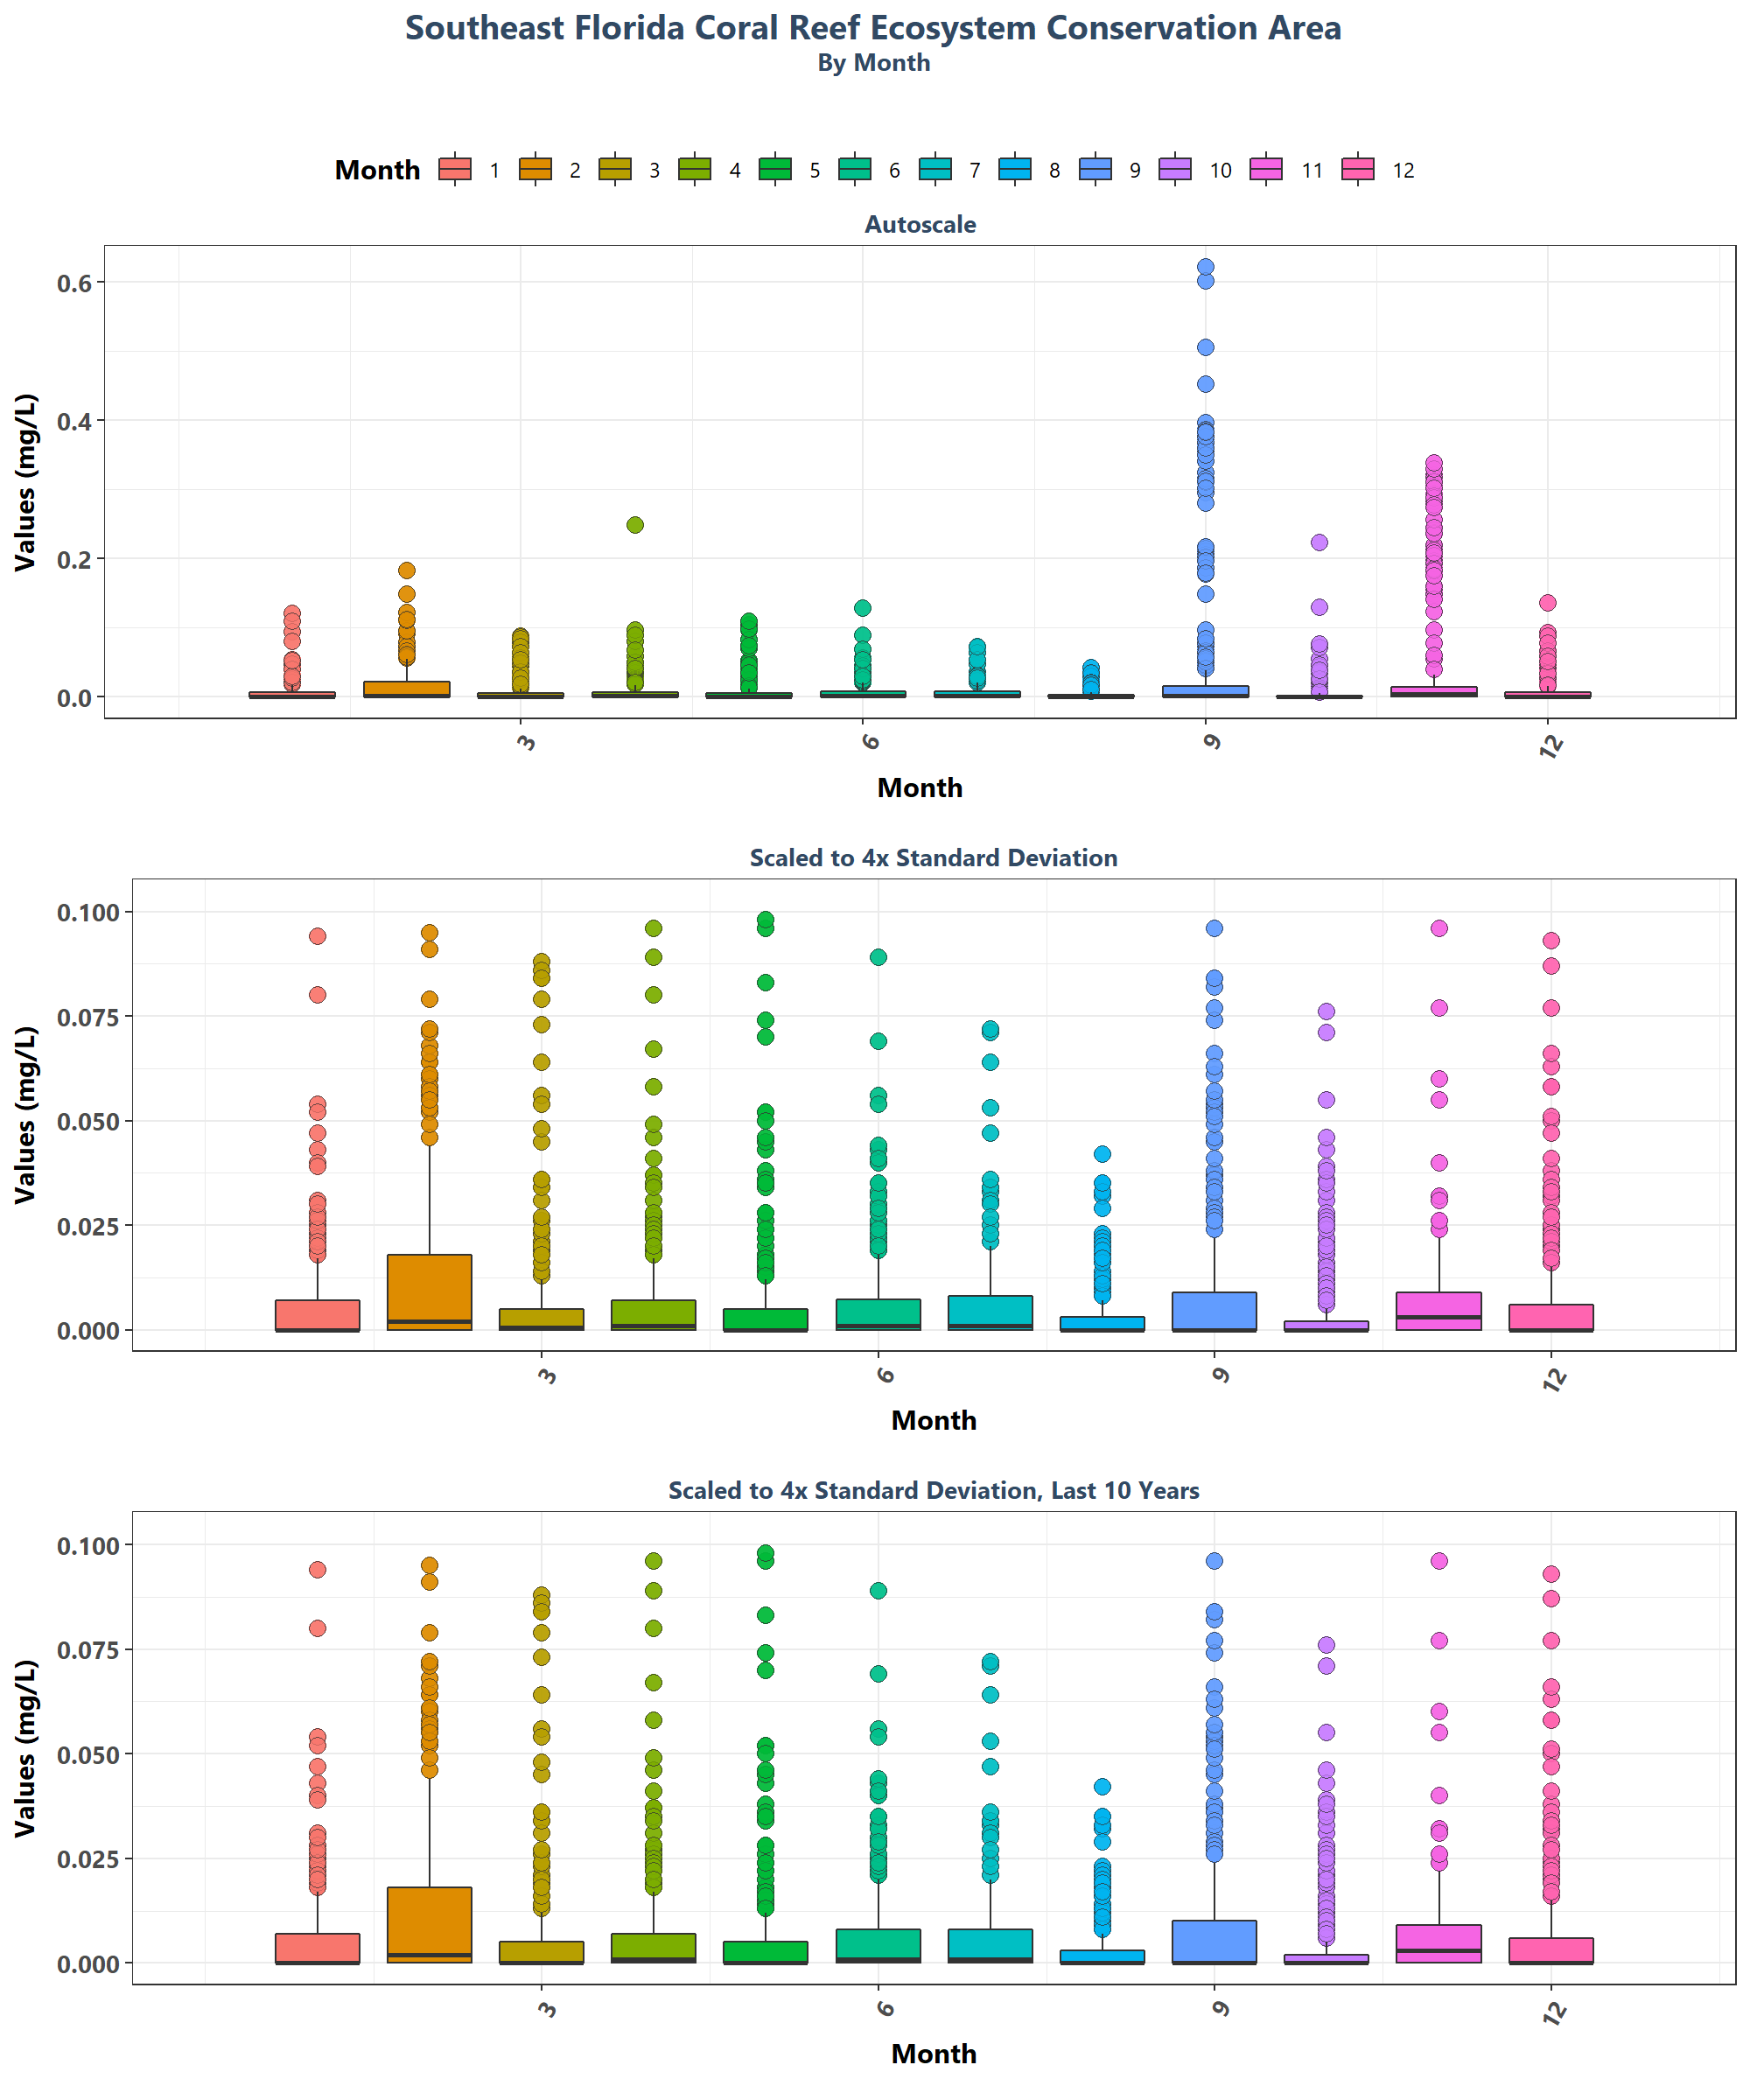 Southeast Florida Coral Reef Ecosystem Conservation Area
By Month
Month 1 2 3 4 5 6 7 8 9 10 11 12
Autoscale
Values (mg/L)
0.6
0.4
0.2
0.0
3 6 9 12
Month
Scaled to 4x Standard Deviation
Values (mg/L)
0.100
0.075
0.050
0.025
0.000
3 6 9 12
Month
Scaled to 4x Standard Deviation, Last 10 Years
Values (mg/L)
0.100
0.075
0.050
0.025
0.000
3 6 9 12
Month